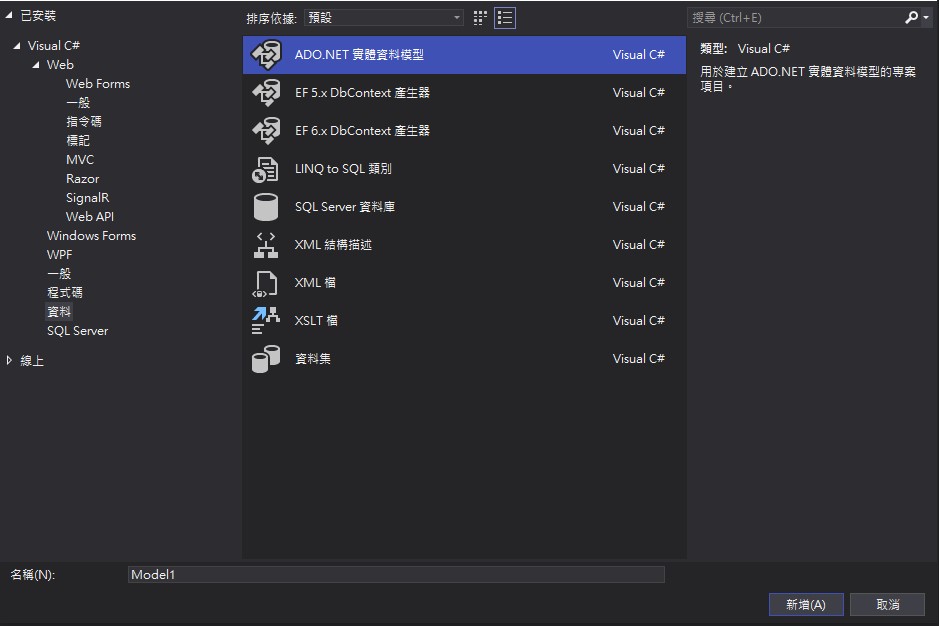 已安裝
Visual C#
Web
Web Forms
一般
指令碼
標記
MVC
Razor
SignalR
Web API
Windows Forms
WPF
一般
程式碼
資料
SQL Server
線上
排序依據: 預設
ADO.NET 實體資料模型 Visual C#
EF 5.x DbContext 產生器 Visual C#
EF 6.x DbContext 產生器 Visual C#
LINQ to SQL 類別 Visual C#
SQL Server 資料庫 Visual C#
XML 結構描述 Visual C#
XML 檔 Visual C#
XSLT 檔 Visual C#
資料集 Visual C#
搜尋 (Ctrl+E)
類型: Visual C#
用於建立 ADO.NET 實體資料模型的專案
項目。
名稱(N): Model1
新增(A) 取消